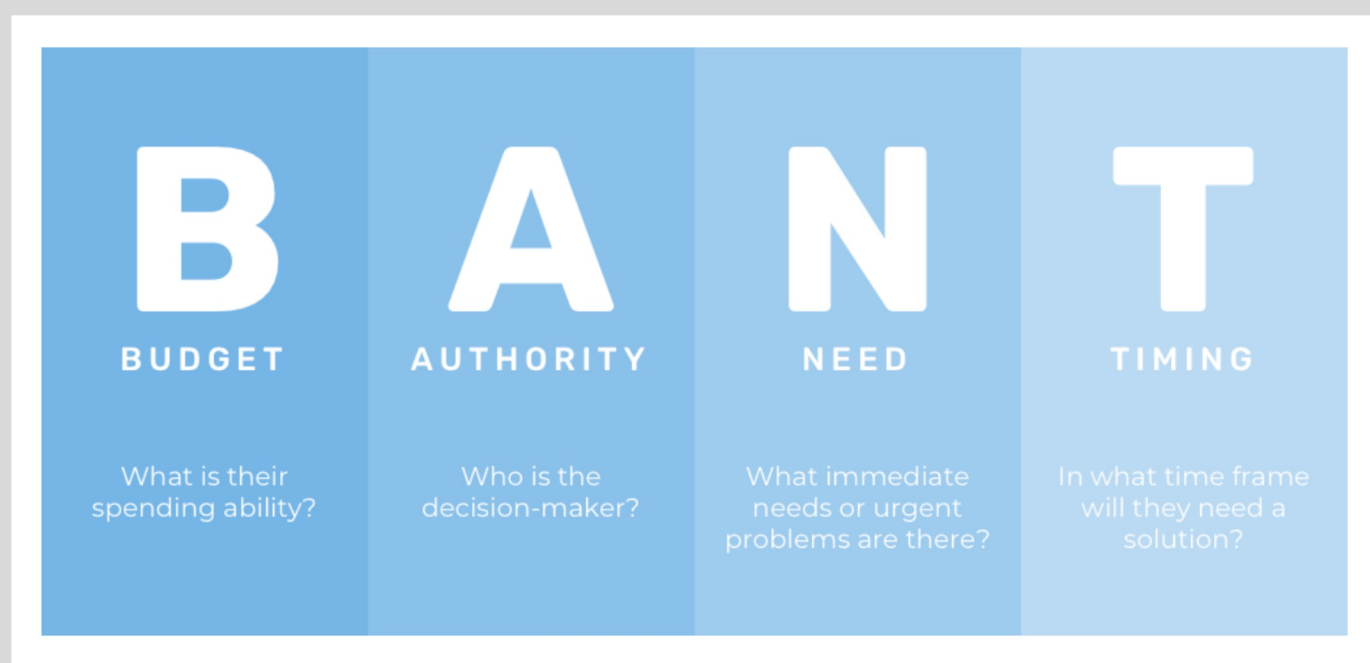 B
BUDGET
What is their
spending ability?
A
AUTHORITY
Who is the
decision-maker?
N
NEED
What immediate
needs or urgent
problems are there?
T
TIMING
In what time frame
will they need a
solution?